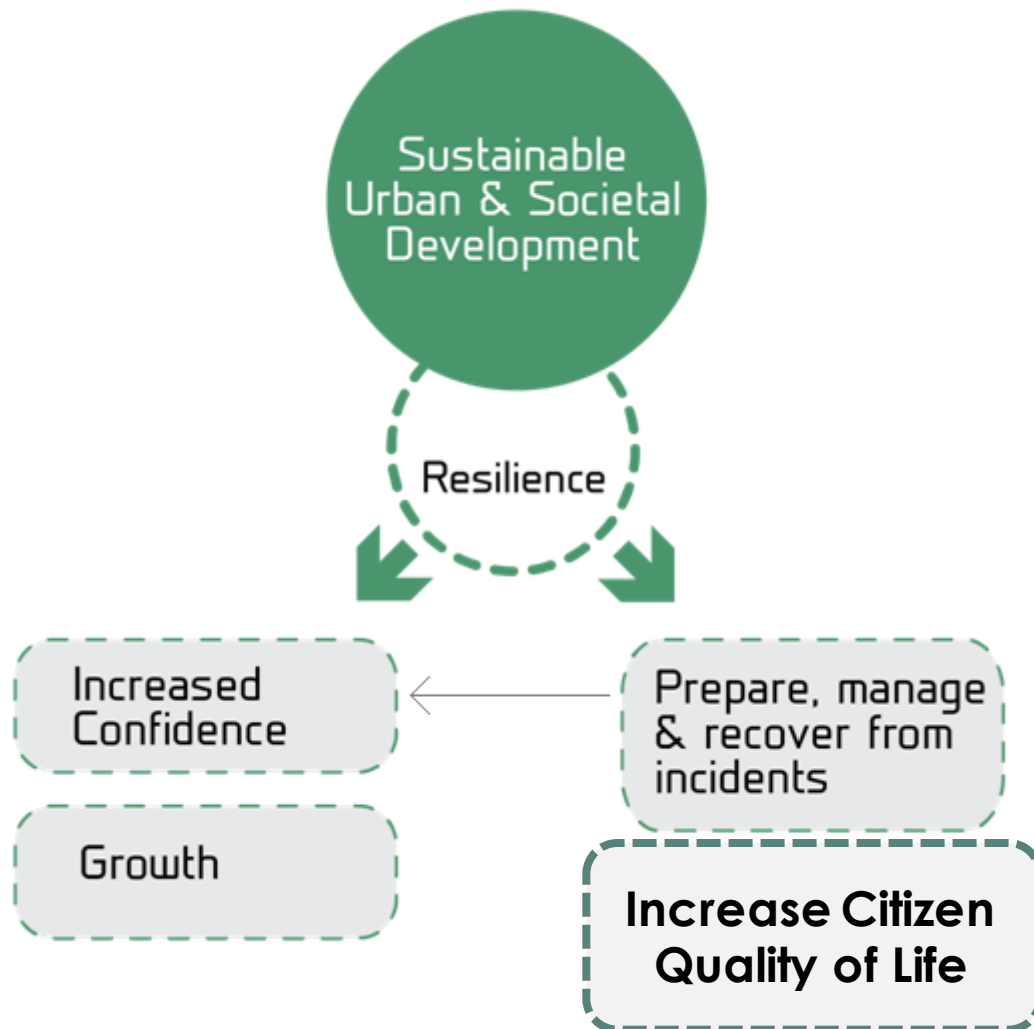 Sustainable
Urban & Societal
Development
Resilience
Increased
Confidence
Prepare, manage
& recover from
incidents
Growth
Increase Citizen
Quality of Life